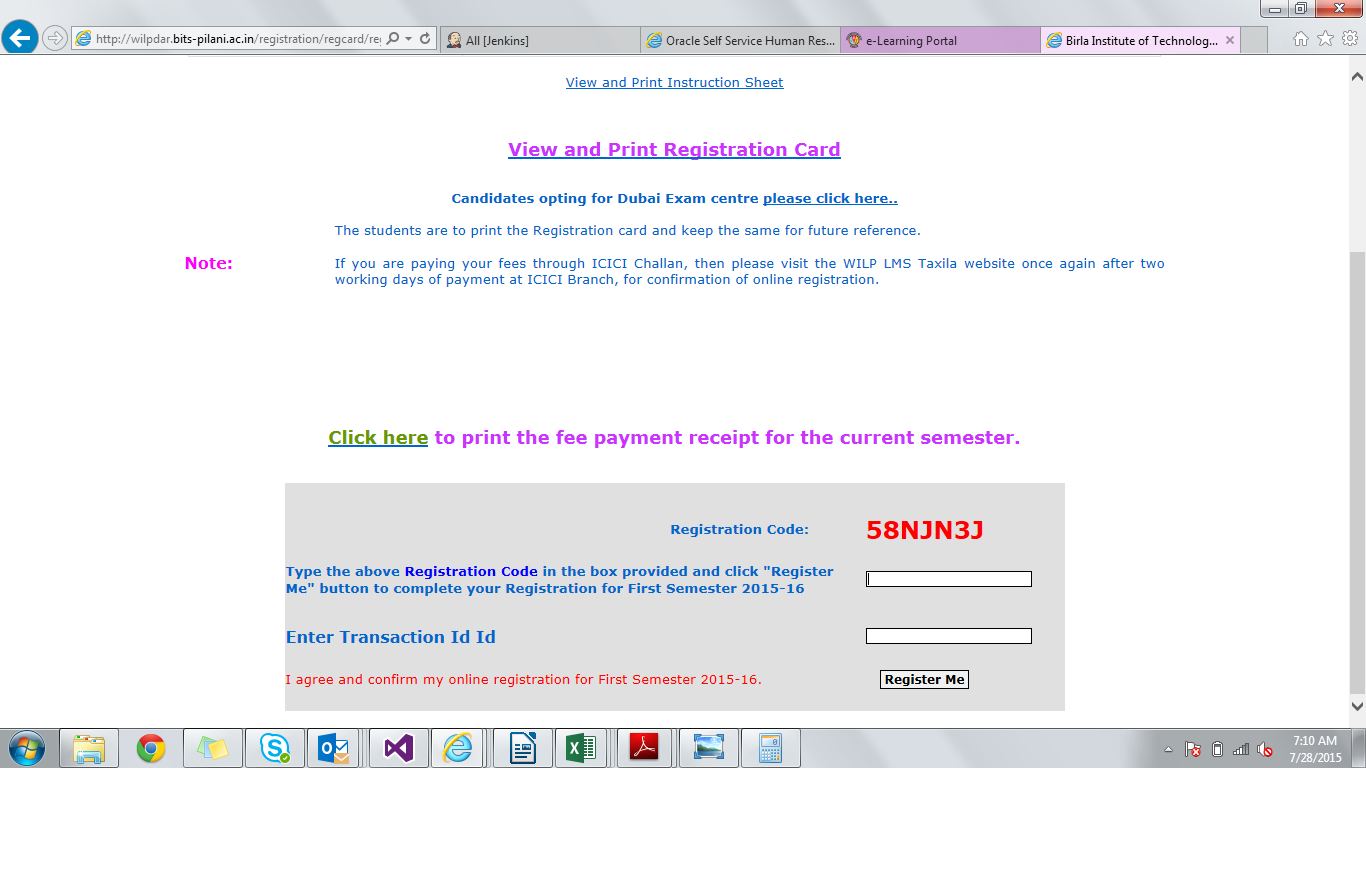 http://wilpdar.bits-pilani.ac.in/registration/regcard/re
All [Jenkins]
Oracle Self Service Human Res...
e-Learning Portal
Birla Institute of Technolog...
View and Print Instruction Sheet
View and Print Registration Card
Candidates opting for Dubai Exam centre please click here..
The students are to print the Registration card and keep the same for future reference.
Note:
If you are paying your fees through ICICI Challan, then please visit the WILP LMS Taxila website once again after two
working days of payment at ICICI Branch, for confirmation of online registration.
Click here to print the fee payment receipt for the current semester.
Registration Code:
58NJN3J
Type the above Registration Code in the box provided and click "Register
Me" button to complete your Registration for First Semester 2015-16
Enter Transaction Id Id
I agree and confirm my online registration for First Semester 2015-16.
Register Me
7:10 AM
7/28/2015